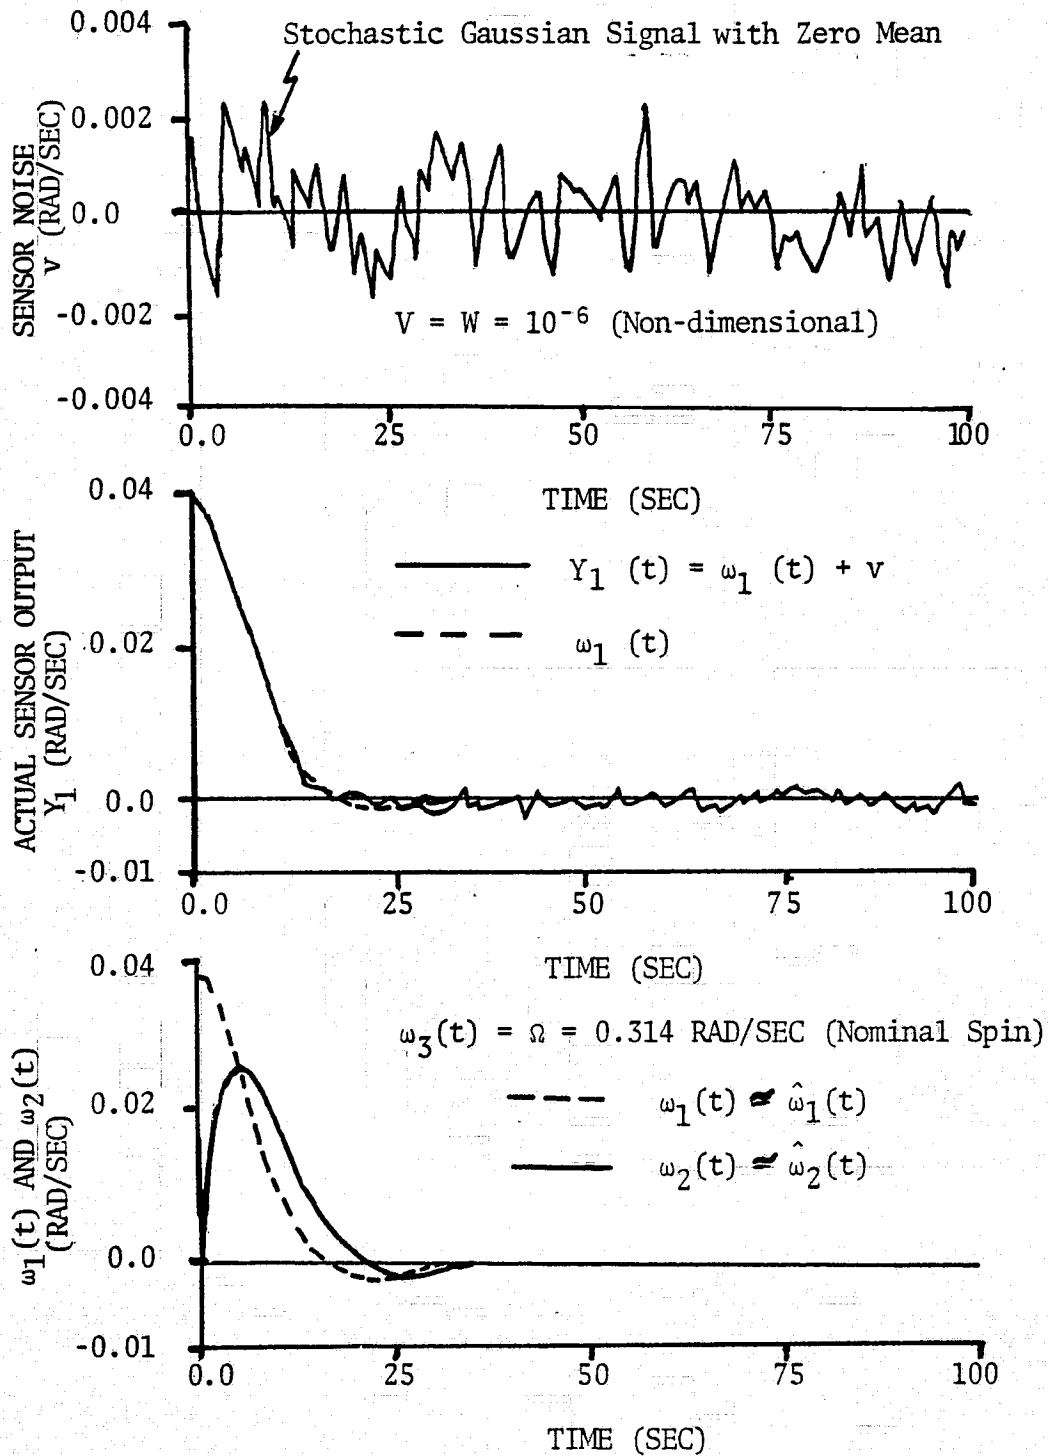 Stochastic Gaussian Signal with Zero Mean
SENSOR NOISE
v (RAD/SEC)
0.004
0.002
0.0
-0.002
-0.004
V = W = 10⁻⁶ (Non-dimensional)
0.0 25 50 75 100
TIME (SEC)
ACTUAL SENSOR OUTPUT
Y₁ (RAD/SEC)
0.04
0.02
0.0
-0.01
Y₁ (t) = ω₁ (t) + v
ω₁ (t)
0.0 25 50 75 100
TIME (SEC)
ω₁(t) AND ω₂(t)
(RAD/SEC)
0.04
0.02
0.0
-0.01
ω₃(t) = Ω = 0.314 RAD/SEC (Nominal Spin)
ω₁(t) ≅ ω̂₁(t)
ω₂(t) ≅ ω̂₂(t)
0.0 25 50 75 100
TIME (SEC)